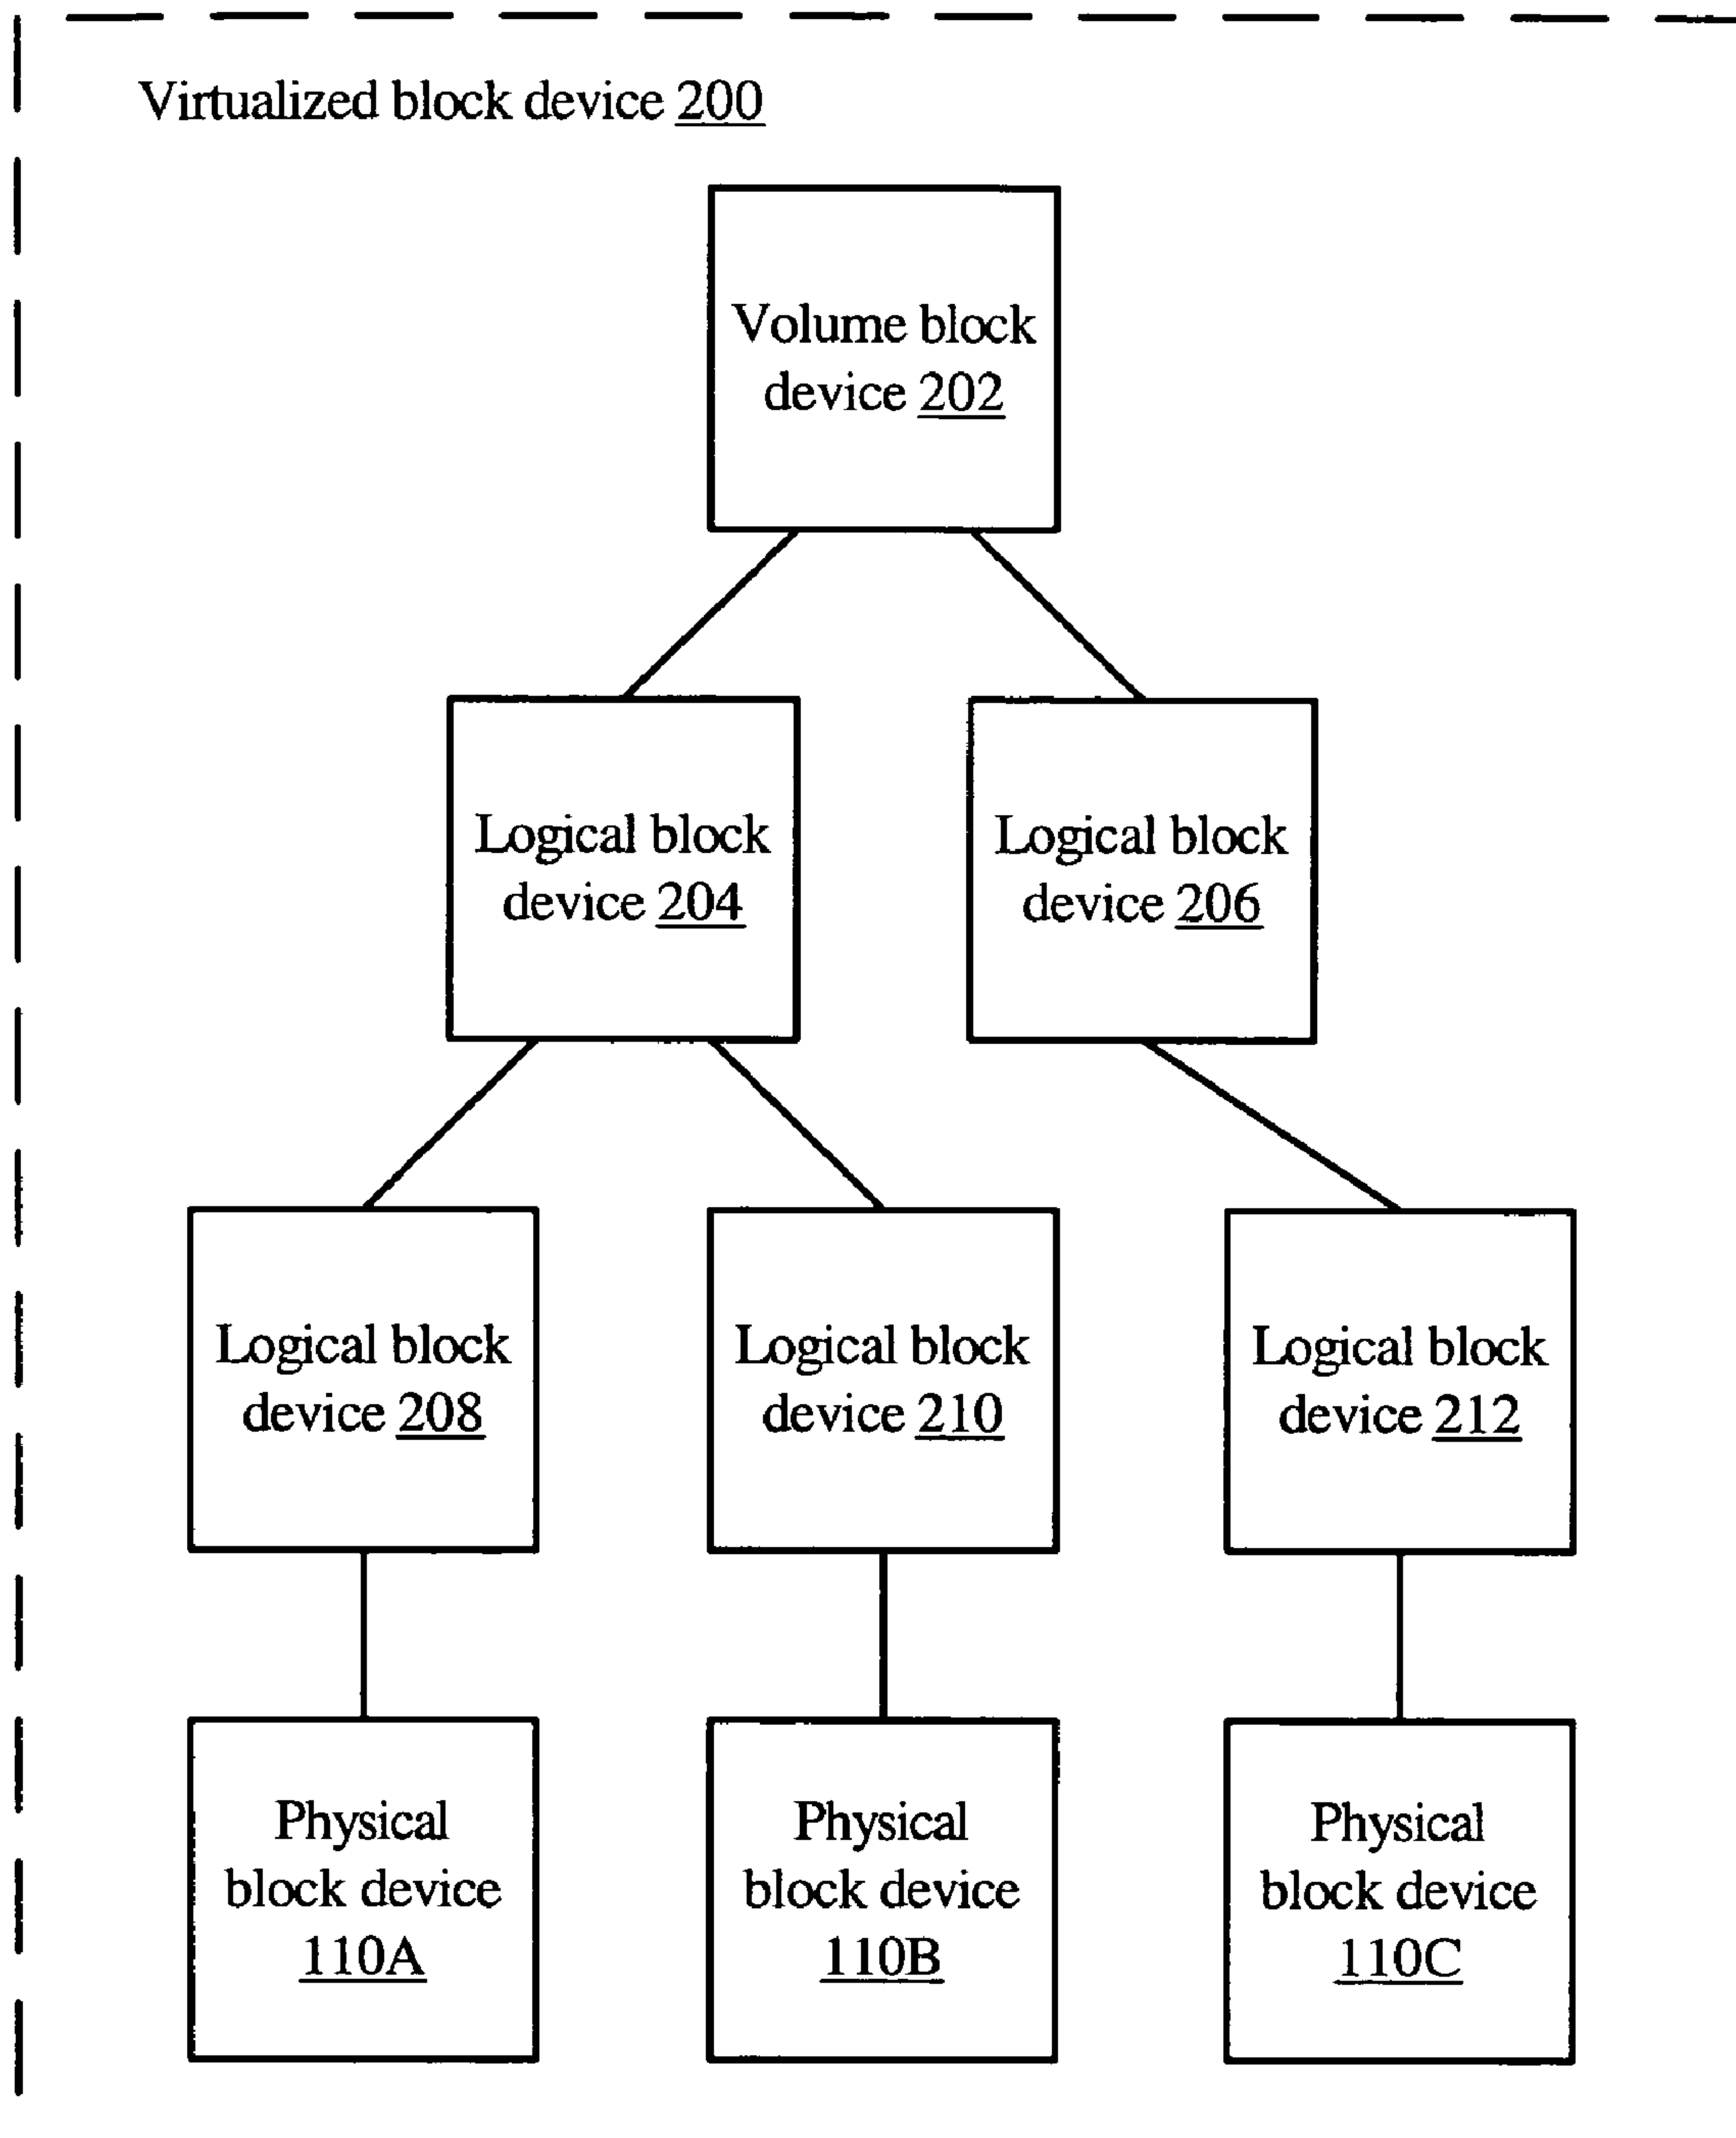 Virtualized block device 200
Volume block
device 202
Logical block
device 204
Logical block
device 206
Logical block
device 208
Logical block
device 210
Logical block
device 212
Physical
block device
110A
Physical
block device
110B
Physical
block device
110C